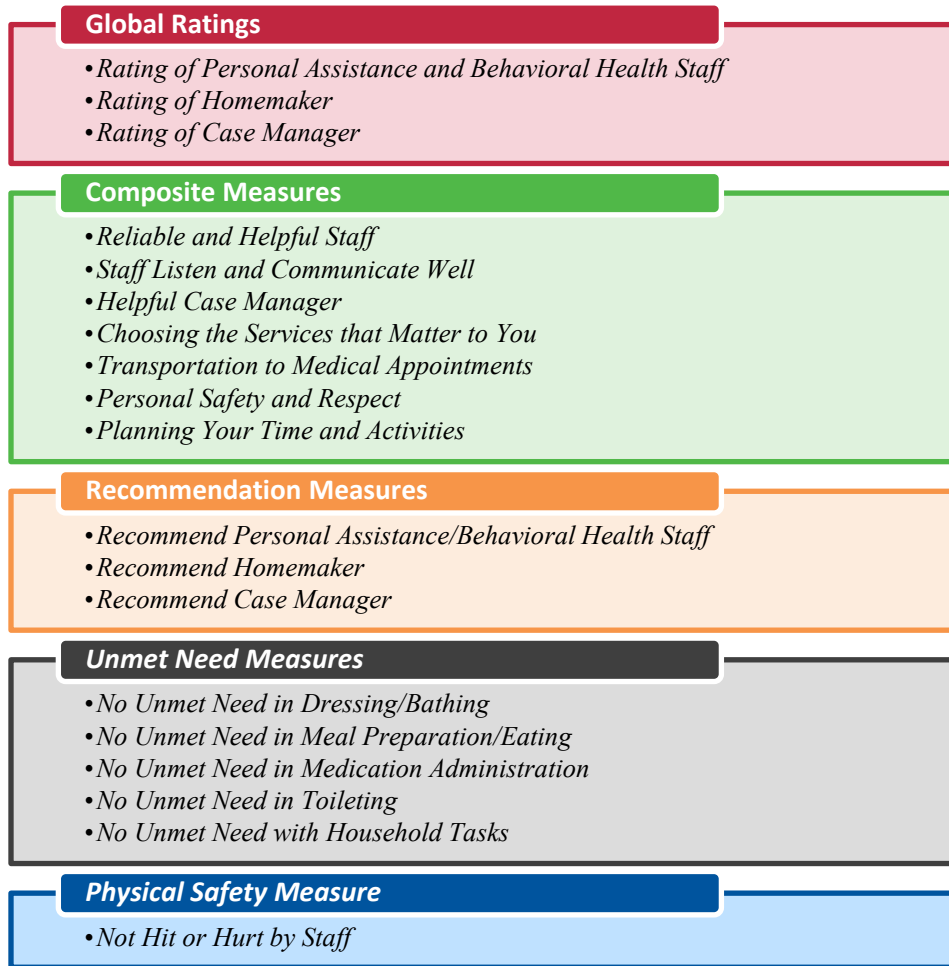 Global Ratings
•Rating of Personal Assistance and Behavioral Health Staff
•Rating of Homemaker
•Rating of Case Manager
Composite Measures
•Reliable and Helpful Staff
•Staff Listen and Communicate Well
•Helpful Case Manager
•Choosing the Services that Matter to You
•Transportation to Medical Appointments
•Personal Safety and Respect
•Planning Your Time and Activities
Recommendation Measures
•Recommend Personal Assistance/Behavioral Health Staff
•Recommend Homemaker
•Recommend Case Manager
Unmet Need Measures
•No Unmet Need in Dressing/Bathing
•No Unmet Need in Meal Preparation/Eating
•No Unmet Need in Medication Administration
•No Unmet Need in Toileting
•No Unmet Need with Household Tasks
Physical Safety Measure
•Not Hit or Hurt by Staff